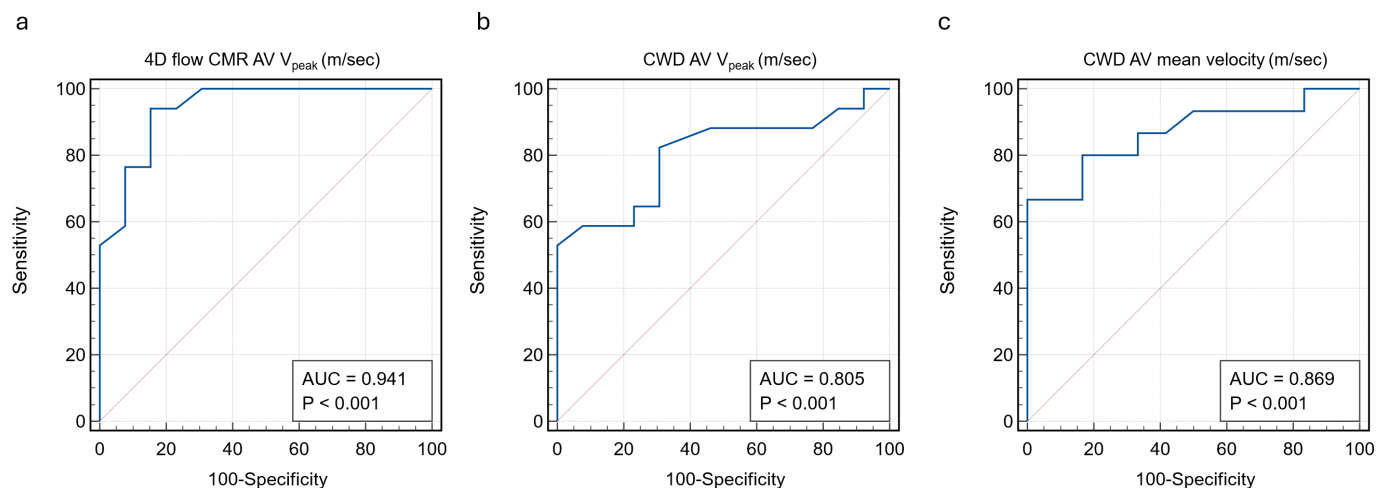 a
4D flow CMR AV Vpeak (m/sec)
100
80
60
40
20
0
Sensitivity
0 20 40 60 80 100
100-Specificity
AUC = 0.941
P < 0.001
b
CWD AV Vpeak (m/sec)
100
80
60
40
20
0
Sensitivity
0 20 40 60 80 100
100-Specificity
AUC = 0.805
P < 0.001
c
CWD AV mean velocity (m/sec)
100
80
60
40
20
0
Sensitivity
0 20 40 60 80 100
100-Specificity
AUC = 0.869
P < 0.001